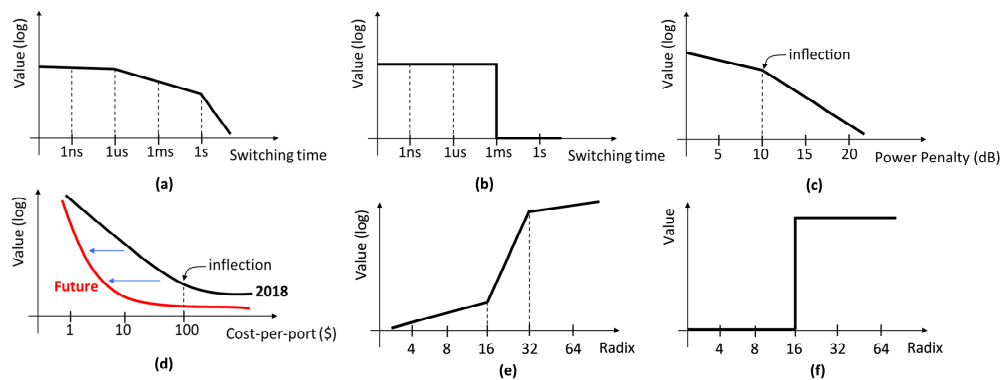 Value (log)
1ns 1us 1ms 1s
Switching time
(a)
Value (log)
1ns 1us 1ms 1s
Switching time
(b)
Value (log)
inflection
5 10 15 20
Power Penalty (dB)
(c)
Value (log)
inflection
Future
2018
1 10 100
Cost-per-port ($)
(d)
Value (log)
4 8 16 32 64
Radix
(e)
Value
4 8 16 32 64
Radix
(f)